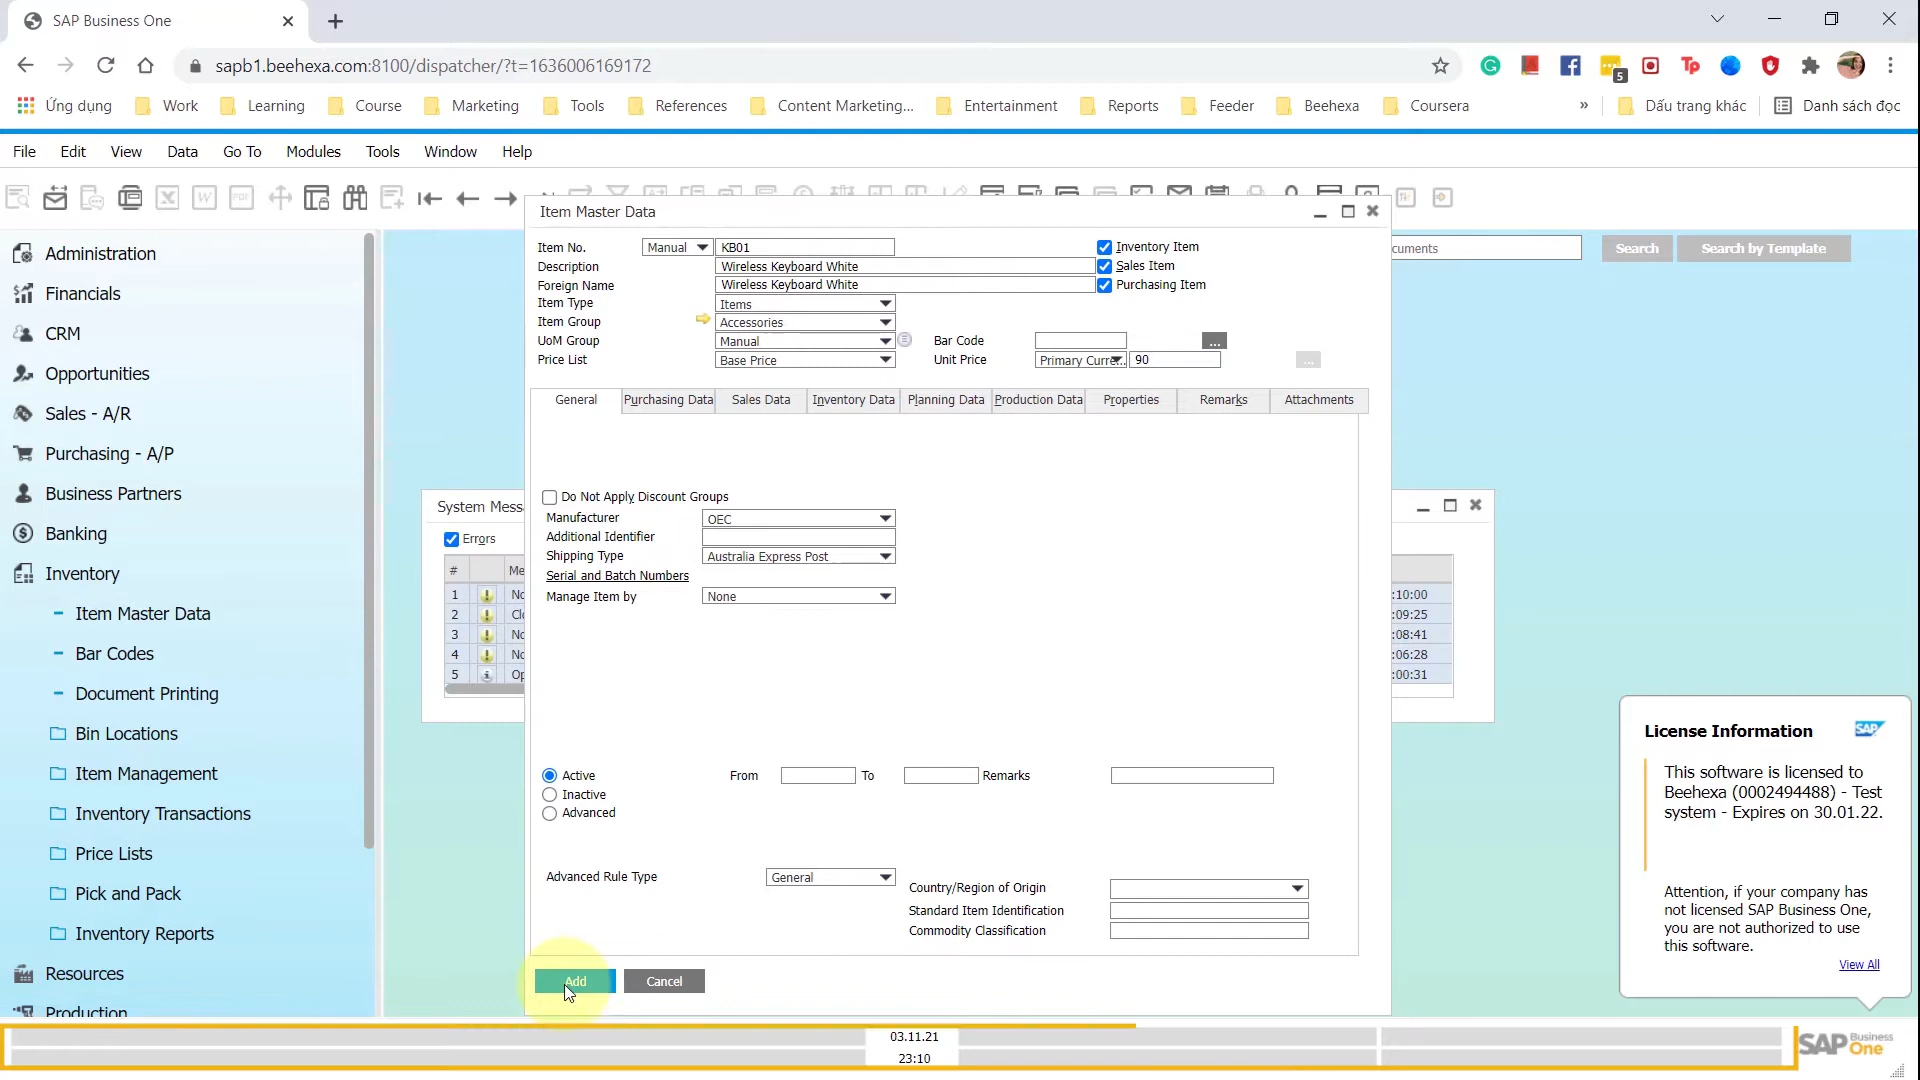 SAP Business One
sapb1.beehexa.com:8100/dispatcher/?t=1636006169172
5
Ứng dụng Work Learning Course Marketing Tools References Content Marketing... Entertainment Reports Feeder Beehexa Coursera » Dấu trang khác Danh sách đọc
File Edit View Data Go To Modules Tools Window Help
Item Master Data
cuments Search Search by Template
Administration
Financials
CRM
Opportunities
Sales - A/R
Purchasing - A/P
Business Partners
Banking
Inventory
Item Master Data
Bar Codes
Document Printing
Bin Locations
Item Management
Inventory Transactions
Price Lists
Pick and Pack
Inventory Reports
Resources
Production
Item No. Manual KB01 Inventory Item
Description Wireless Keyboard White Sales Item
Foreign Name Wireless Keyboard White Purchasing Item
Item Type Items
Item Group Accessories
UoM Group Manual Bar Code ...
Price List Base Price Unit Price Primary Curre... 90 ...
General Purchasing Data Sales Data Inventory Data Planning Data Production Data Properties Remarks Attachments
Do Not Apply Discount Groups
Manufacturer OEC
Additional Identifier
Shipping Type Australia Express Post
Serial and Batch Numbers
Manage Item by None
Active From To Remarks
Inactive
Advanced
Advanced Rule Type General
Country/Region of Origin
Standard Item Identification
Commodity Classification
Add Cancel
System Messa
Errors
# Me
1 No :10:00
2 Clo :09:25
3 No :08:41
4 No :06:28
5 Op :00:31
License Information SAP
This software is licensed to
Beehexa (0002494488) - Test
system - Expires on 30.01.22.
Attention, if your company has
not licensed SAP Business One,
you are not authorized to use
this software.
View All
03.11.21
23:10
SAP Business One